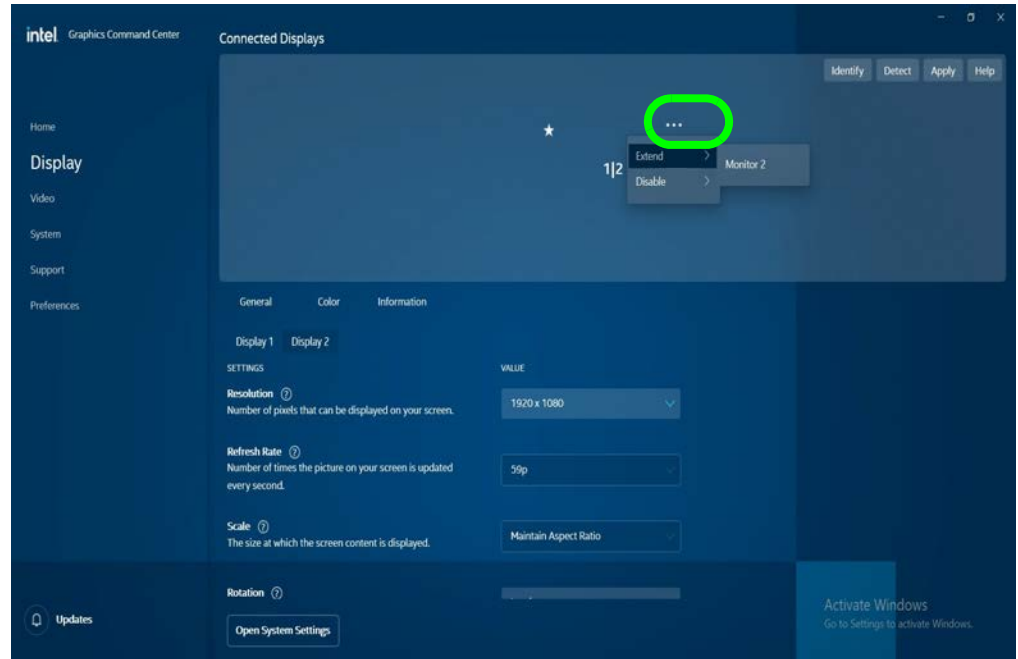 intel Graphics Command Center
Connected Displays
Identify Detect Apply Help
Home
Display
Video
System
Support
Preferences
★ ...
1|2
Extend > Monitor 2
Disable >
General Color Information
Display 1 Display 2
SETTINGS VALUE
Resolution ?
Number of pixels that can be displayed on your screen.
1920 x 1080
Refresh Rate ?
Number of times the picture on your screen is updated
every second.
59p
Scale ?
The size at which the screen content is displayed.
Maintain Aspect Ratio
Rotation ?
Open System Settings
Updates
Activate Windows
Go to Settings to activate Windows.